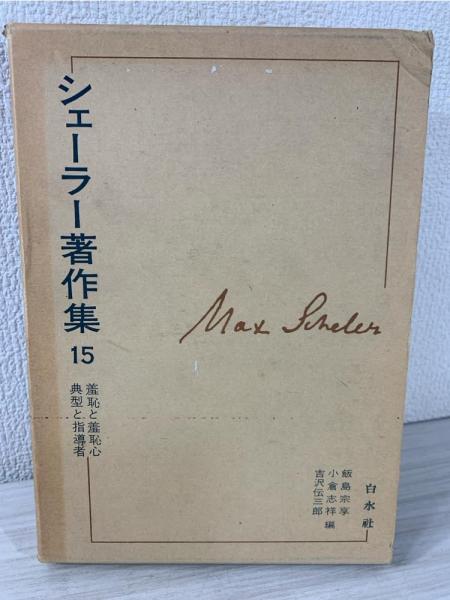 シェーラー著作集 15
羞恥と羞恥心
典型と指導者
Max Scheler
飯島宗享
小倉志祥 編
吉沢伝三郎
白水社